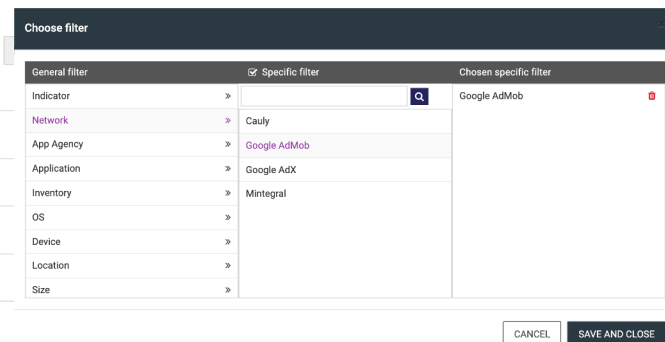 Choose filter
General filter
Specific filter
Chosen specific filter
Indicator
Google AdMob
Network
Cauly
App Agency
Google AdMob
Application
Google AdX
Inventory
Mintegral
OS
Device
Location
Size
CANCEL
SAVE AND CLOSE